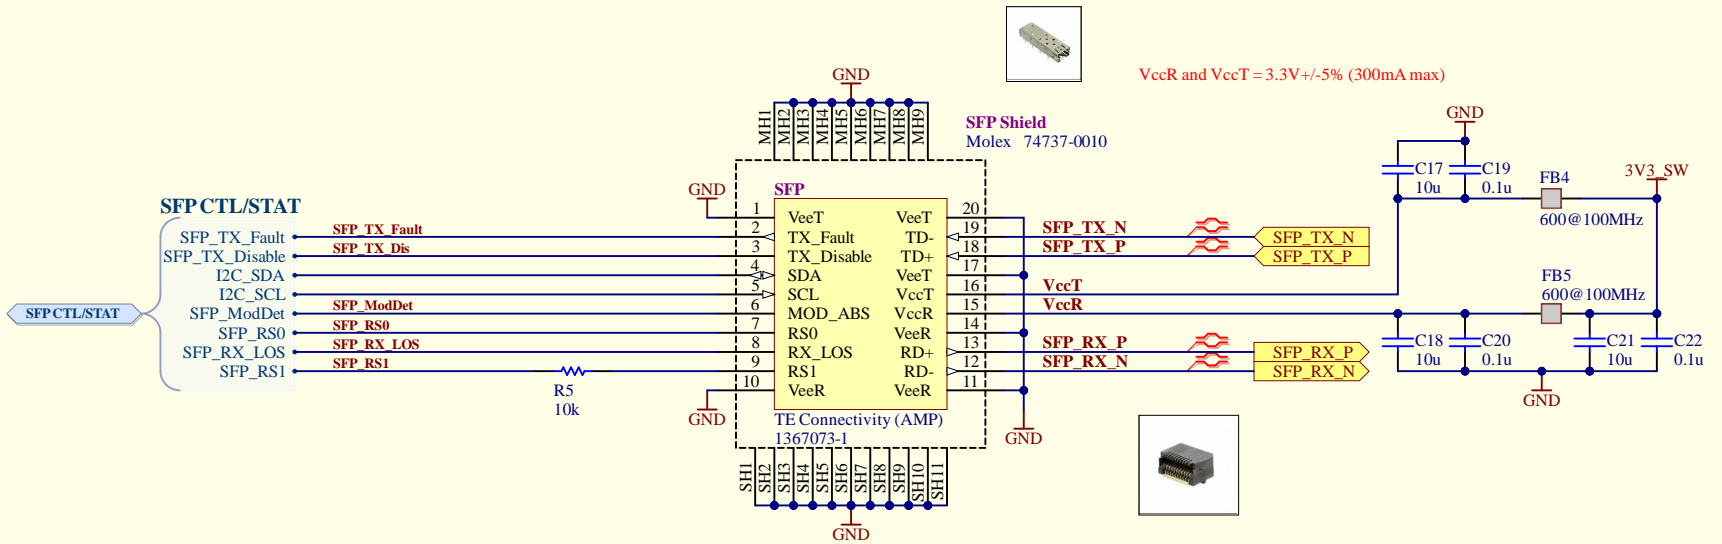 VccR and VccT = 3.3V+/-5% (300mA max)
GND
MH1
MH2
MH3
MH4
MH5
MH6
MH7
MH8
MH9
SFP Shield
Molex 74737-0010
GND
C17
10u
C19
0.1u
FB4
600@100MHz
3V3_SW
GND
SFP
SFP CTL/STAT
SFP_TX_Fault
SFP_TX_Disable
I2C_SDA
I2C_SCL
SFP_ModDet
SFP_RS0
SFP_RX_LOS
SFP_RS1
SFP CTL/STAT
SFP_TX_Fault
SFP_TX_Dis
SFP_ModDet
SFP_RS0
SFP_RX_LOS
SFP_RS1
R5
10k
1 VeeT
2 TX_Fault
3 TX_Disable
4 SDA
5 SCL
6 MOD_ABS
7 RS0
8 RX_LOS
9 RS1
10 VeeR
GND
VeeT 20
TD- 19
TD+ 18
VeeT 17
VccT 16
VccR 15
VeeR 14
RD+ 13
RD- 12
VeeR 11
GND
SFP_TX_N
SFP_TX_P
VccT
VccR
SFP_RX_P
SFP_RX_N
SFP_TX_N
SFP_TX_P
SFP_RX_P
SFP_RX_N
FB5
600@100MHz
C18
10u
C20
0.1u
C21
10u
C22
0.1u
GND
TE Connectivity (AMP)
1367073-1
SH1
SH2
SH3
SH4
SH5
SH6
SH7
SH8
SH9
SH10
SH11
GND